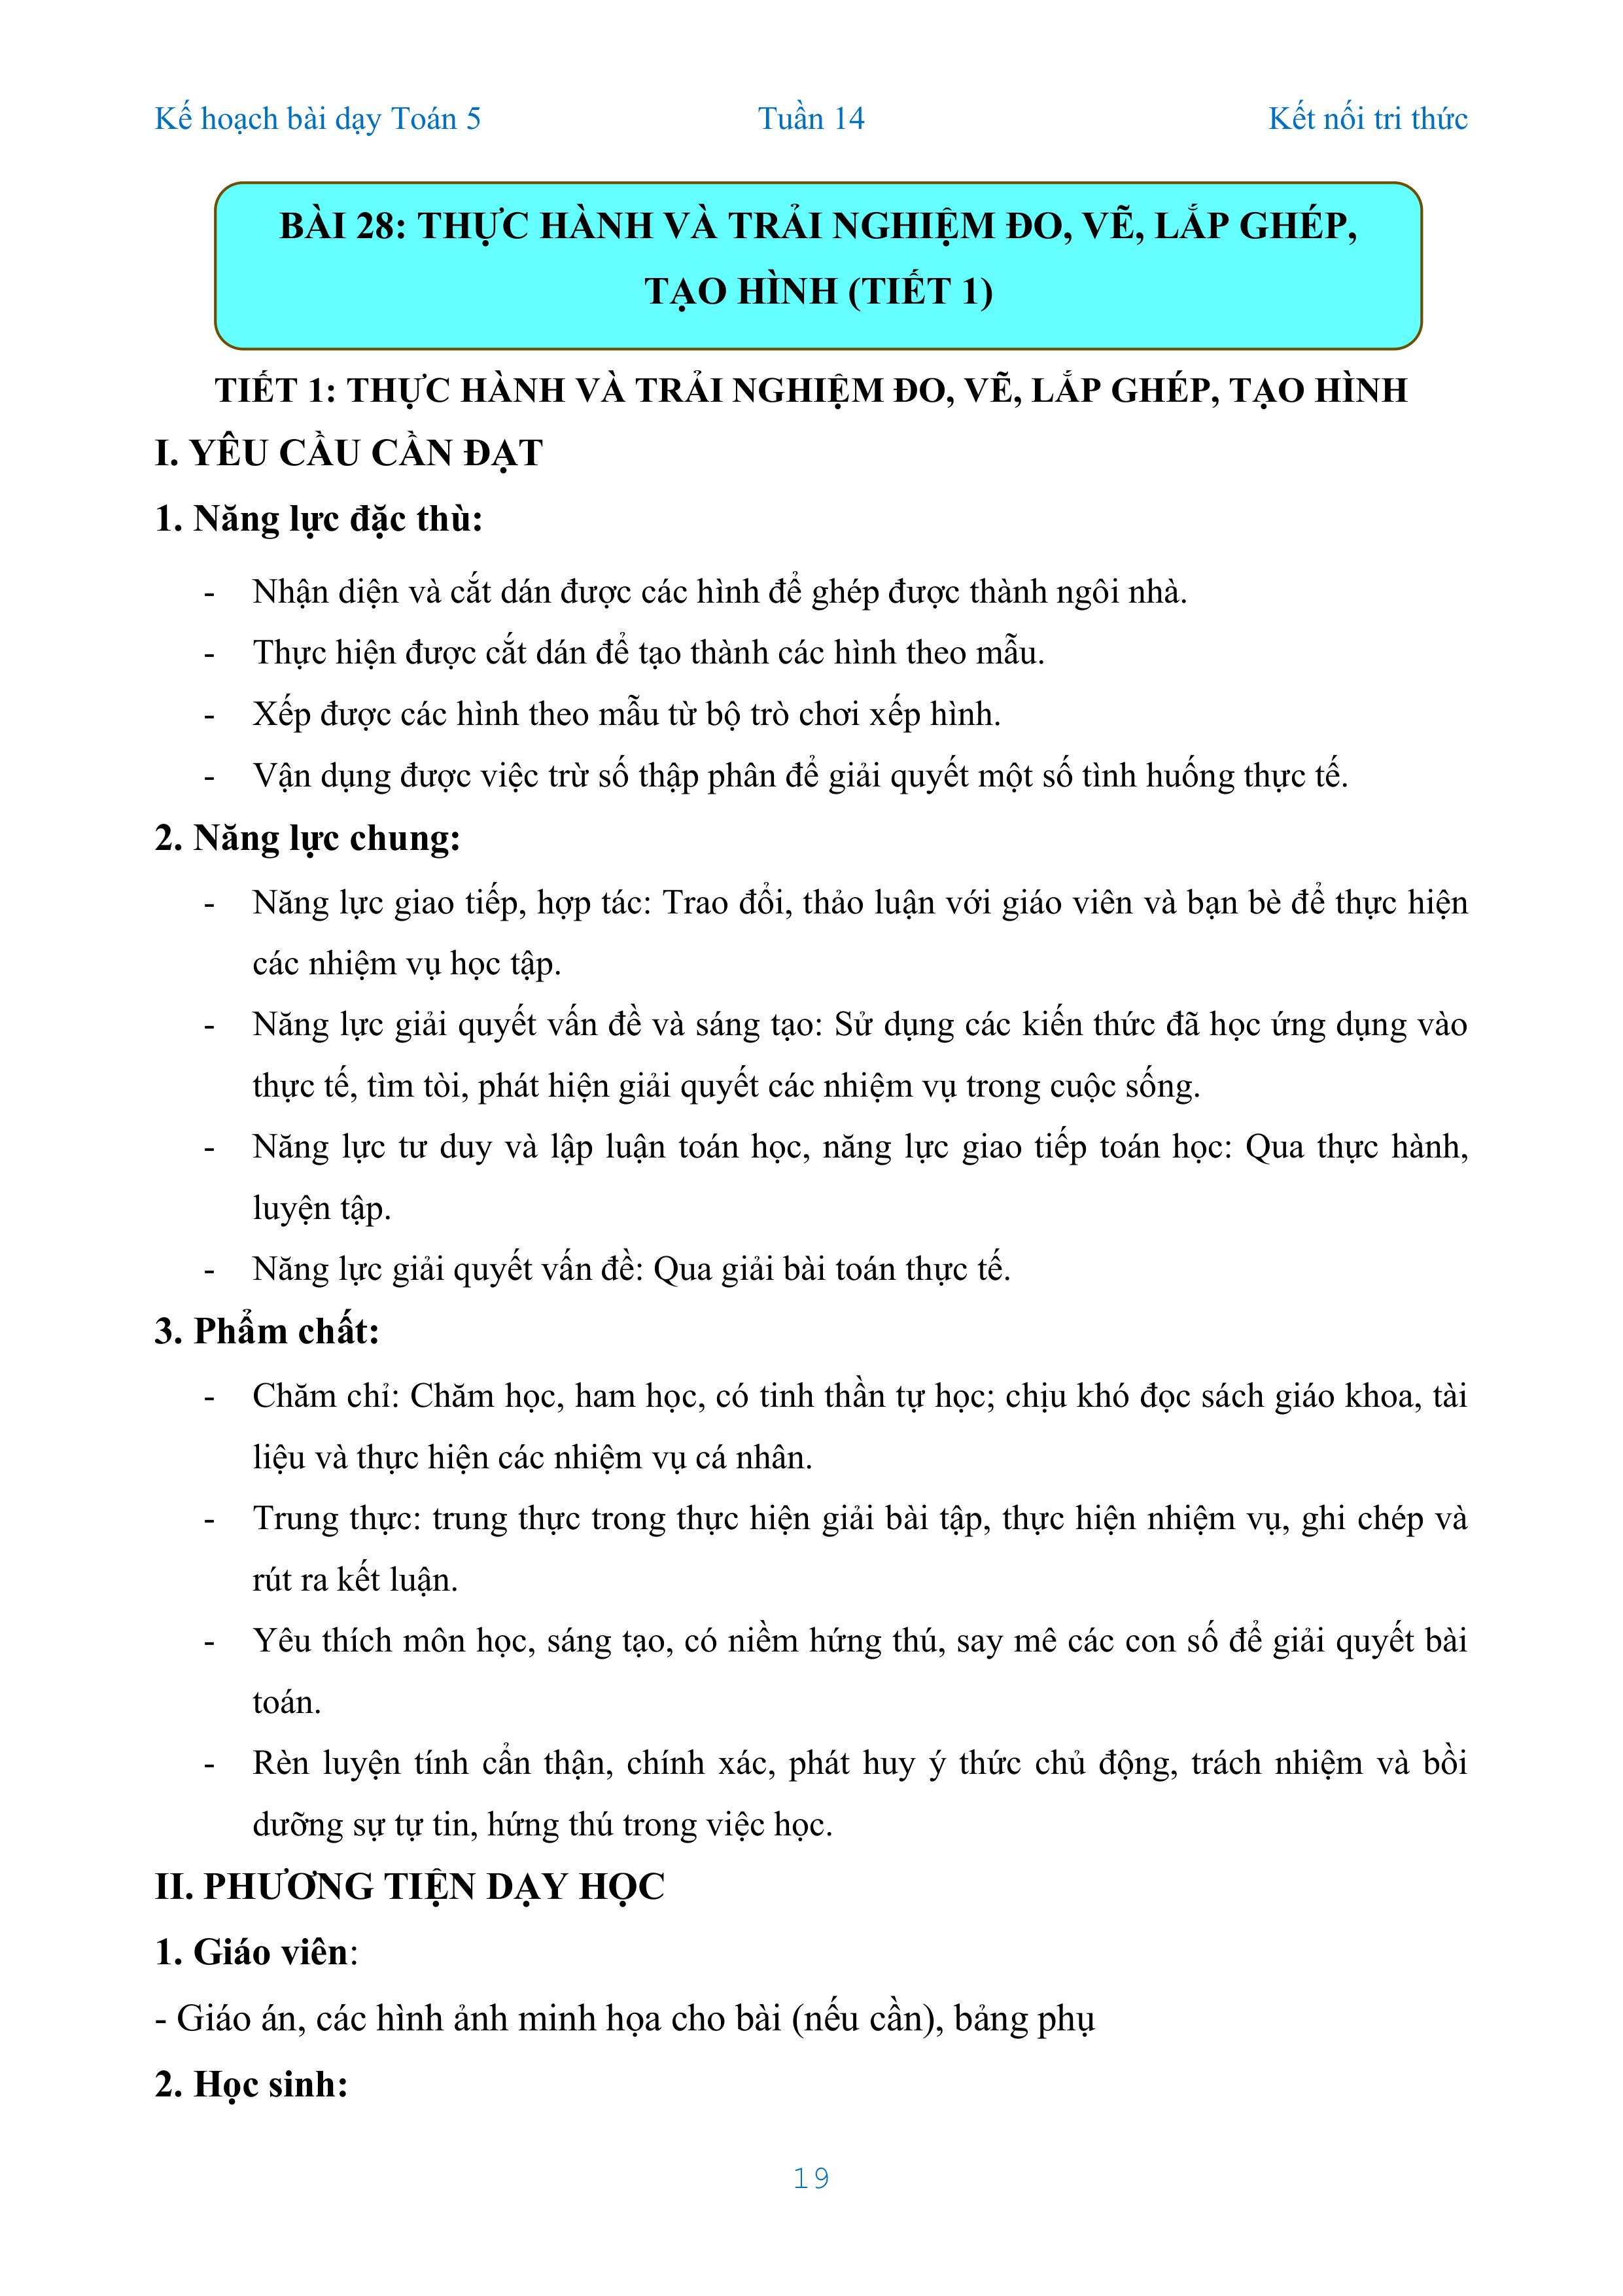 Kế hoạch bài dạy Toán 5 Tuần 14 Kết nối tri thức
BÀI 28: THỰC HÀNH VÀ TRẢI NGHIỆM ĐO, VẼ, LẮP GHÉP,
TẠO HÌNH (TIẾT 1)
TIẾT 1: THỰC HÀNH VÀ TRẢI NGHIỆM ĐO, VẼ, LẮP GHÉP, TẠO HÌNH
I. YÊU CẦU CẦN ĐẠT
1. Năng lực đặc thù:
- Nhận diện và cắt dán được các hình để ghép được thành ngôi nhà.
- Thực hiện được cắt dán để tạo thành các hình theo mẫu.
- Xếp được các hình theo mẫu từ bộ trò chơi xếp hình.
- Vận dụng được việc trừ số thập phân để giải quyết một số tình huống thực tế.
2. Năng lực chung:
- Năng lực giao tiếp, hợp tác: Trao đổi, thảo luận với giáo viên và bạn bè để thực hiện
các nhiệm vụ học tập.
- Năng lực giải quyết vấn đề và sáng tạo: Sử dụng các kiến thức đã học ứng dụng vào
thực tế, tìm tòi, phát hiện giải quyết các nhiệm vụ trong cuộc sống.
- Năng lực tư duy và lập luận toán học, năng lực giao tiếp toán học: Qua thực hành,
luyện tập.
- Năng lực giải quyết vấn đề: Qua giải bài toán thực tế.
3. Phẩm chất:
- Chăm chỉ: Chăm học, ham học, có tinh thần tự học; chịu khó đọc sách giáo khoa, tài
liệu và thực hiện các nhiệm vụ cá nhân.
- Trung thực: trung thực trong thực hiện giải bài tập, thực hiện nhiệm vụ, ghi chép và
rút ra kết luận.
- Yêu thích môn học, sáng tạo, có niềm hứng thú, say mê các con số để giải quyết bài
toán.
- Rèn luyện tính cẩn thận, chính xác, phát huy ý thức chủ động, trách nhiệm và bồi
dưỡng sự tự tin, hứng thú trong việc học.
II. PHƯƠNG TIỆN DẠY HỌC
1. Giáo viên:
- Giáo án, các hình ảnh minh họa cho bài (nếu cần), bảng phụ
2. Học sinh:
19